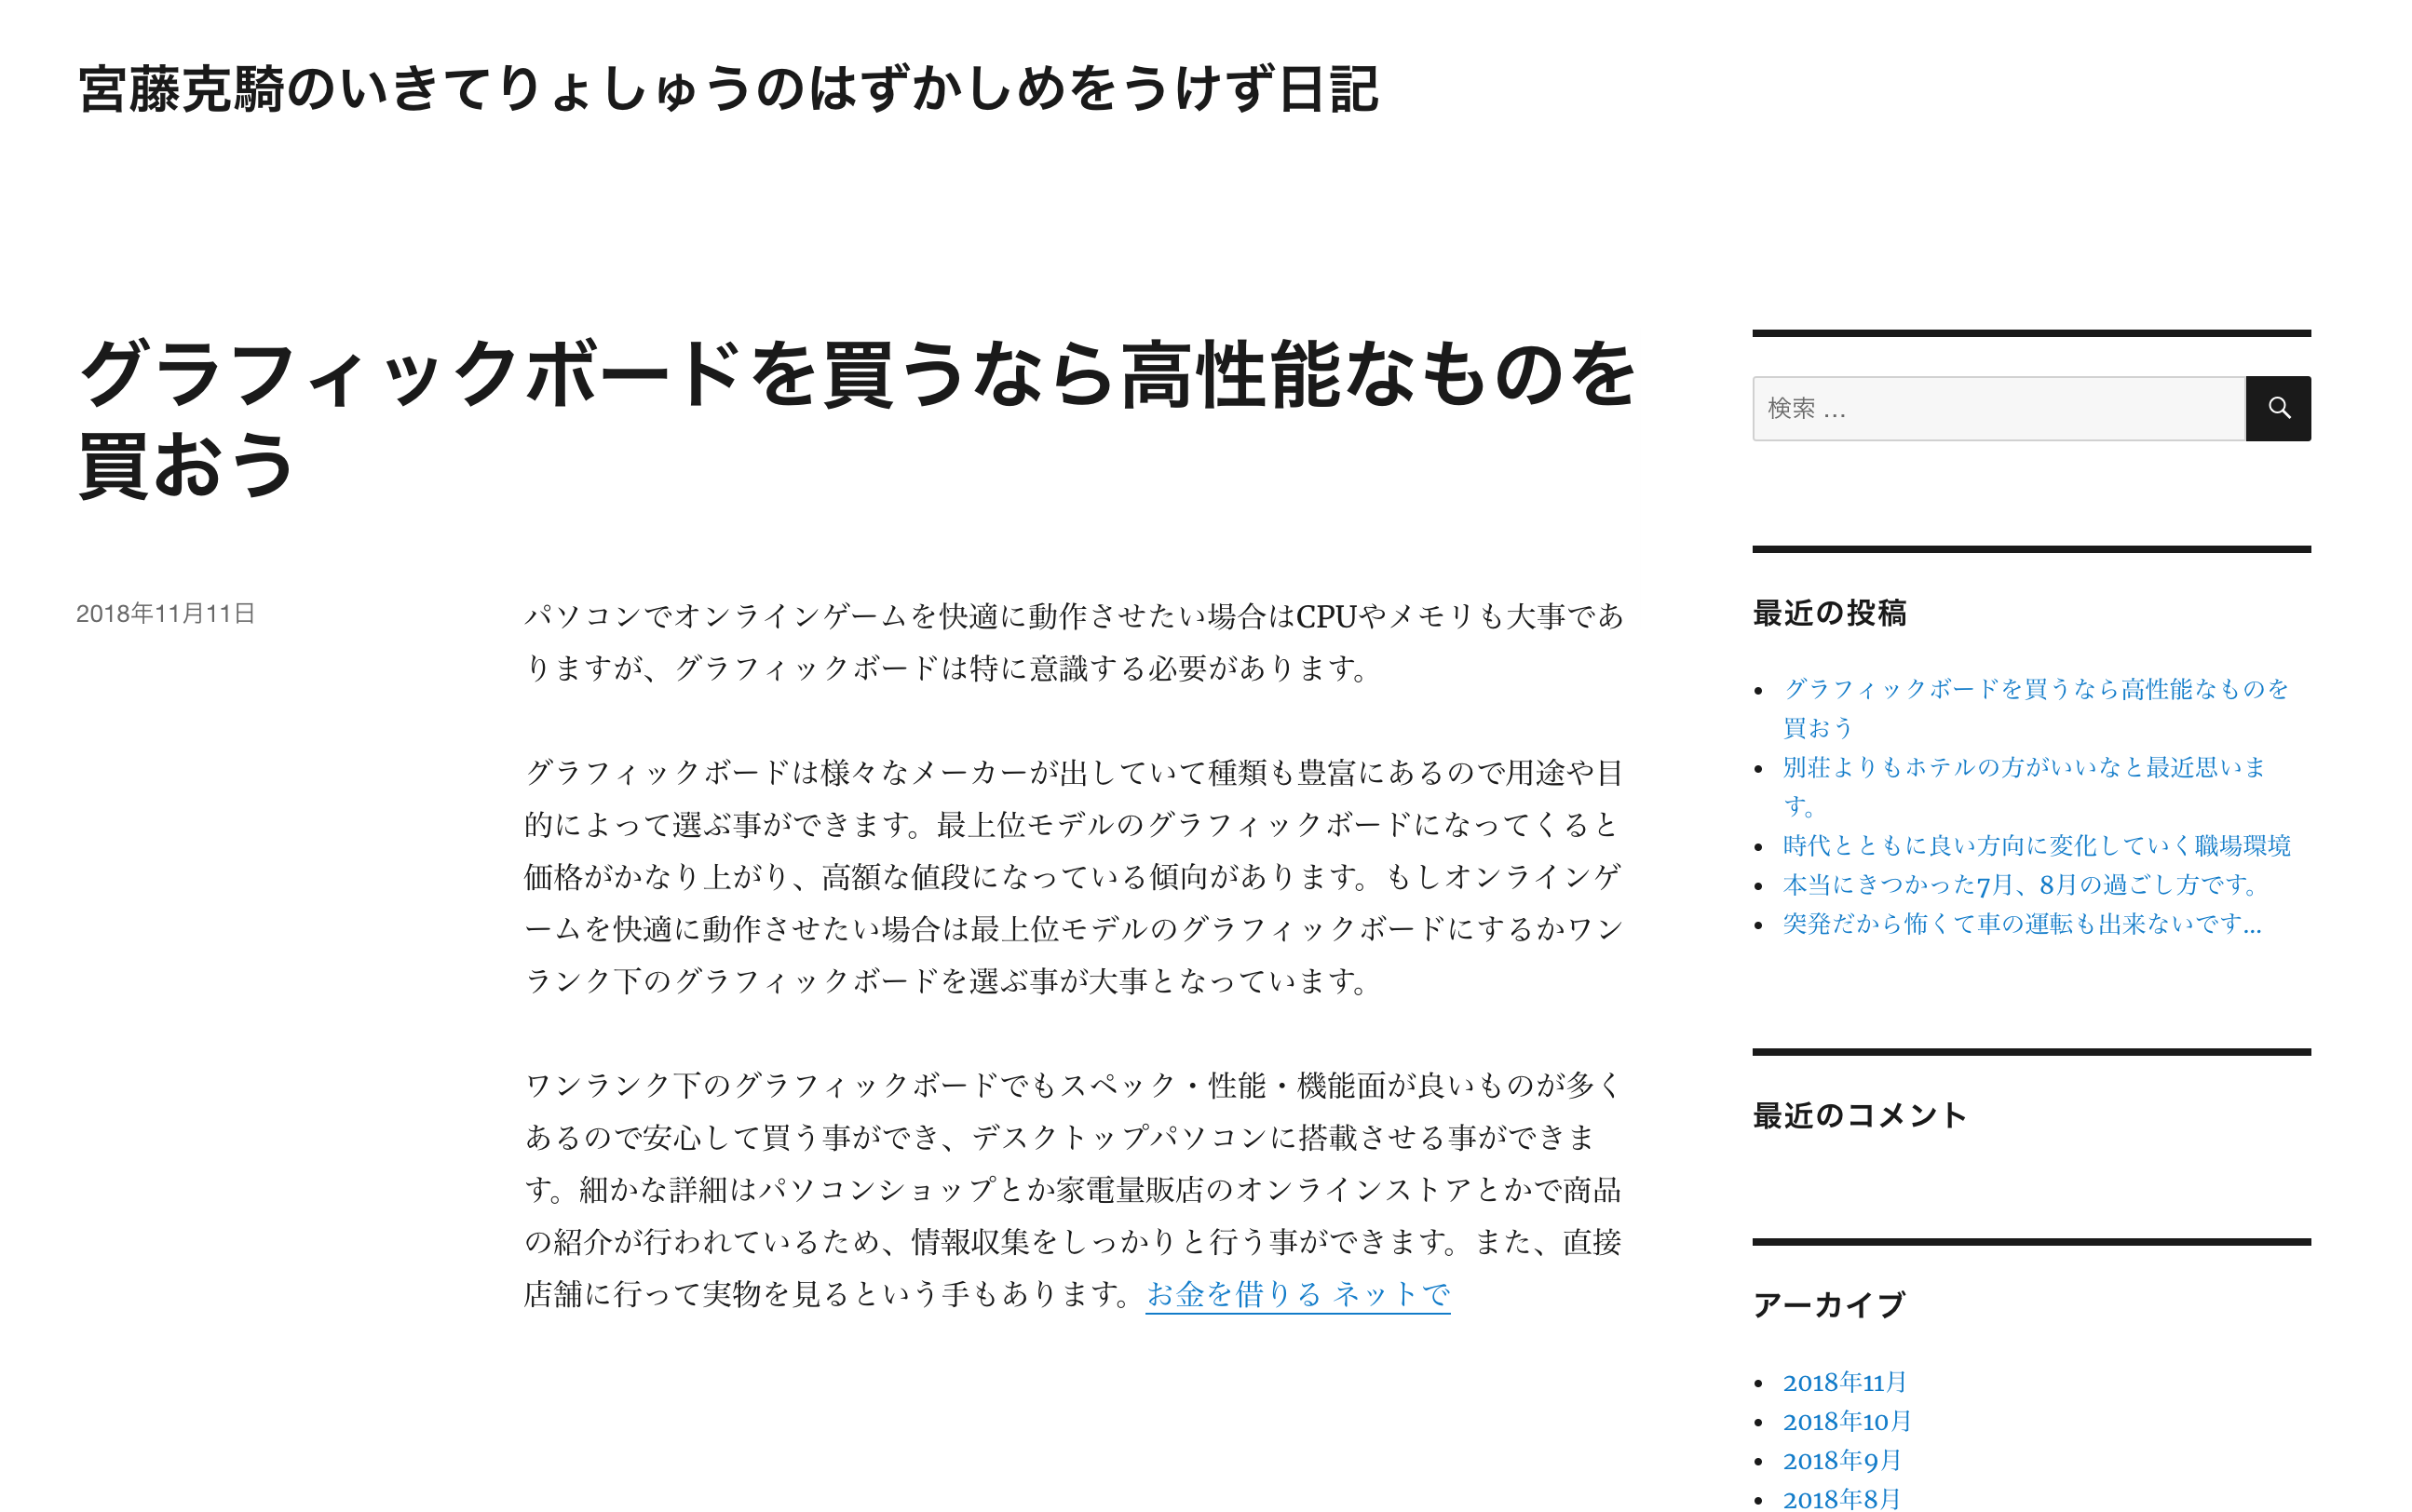 宮藤克騎のいきてりょしゅうのはずかしめをうけず日記
グラフィックボードを買うなら高性能なものを
買おう
2018年11月11日
パソコンでオンラインゲームを快適に動作させたい場合はCPUやメモリも大事であ
りますが、グラフィックボードは特に意識する必要があります。
グラフィックボードは様々なメーカーが出していて種類も豊富にあるので用途や目
的によって選ぶ事ができます。最上位モデルのグラフィックボードになってくると
価格がかなり上がり、高額な値段になっている傾向があります。もしオンラインゲ
ームを快適に動作させたい場合は最上位モデルのグラフィックボードにするかワン
ランク下のグラフィックボードを選ぶ事が大事となっています。
ワンランク下のグラフィックボードでもスペック・性能・機能面が良いものが多く
あるので安心して買う事ができ、デスクトップパソコンに搭載させる事ができま
す。細かな詳細はパソコンショップとか家電量販店のオンラインストアとかで商品
の紹介が行われているため、情報収集をしっかりと行う事ができます。また、直接
店舗に行って実物を見るという手もあります。お金を借りる ネットで
検索 …
最近の投稿
グラフィックボードを買うなら高性能なものを
買おう
別荘よりもホテルの方がいいなと最近思いま
す。
時代とともに良い方向に変化していく職場環境
本当にきつかった7月、8月の過ごし方です。
突発だから怖くて車の運転も出来ないです…
最近のコメント
アーカイブ
2018年11月
2018年10月
2018年9月
2018年8月